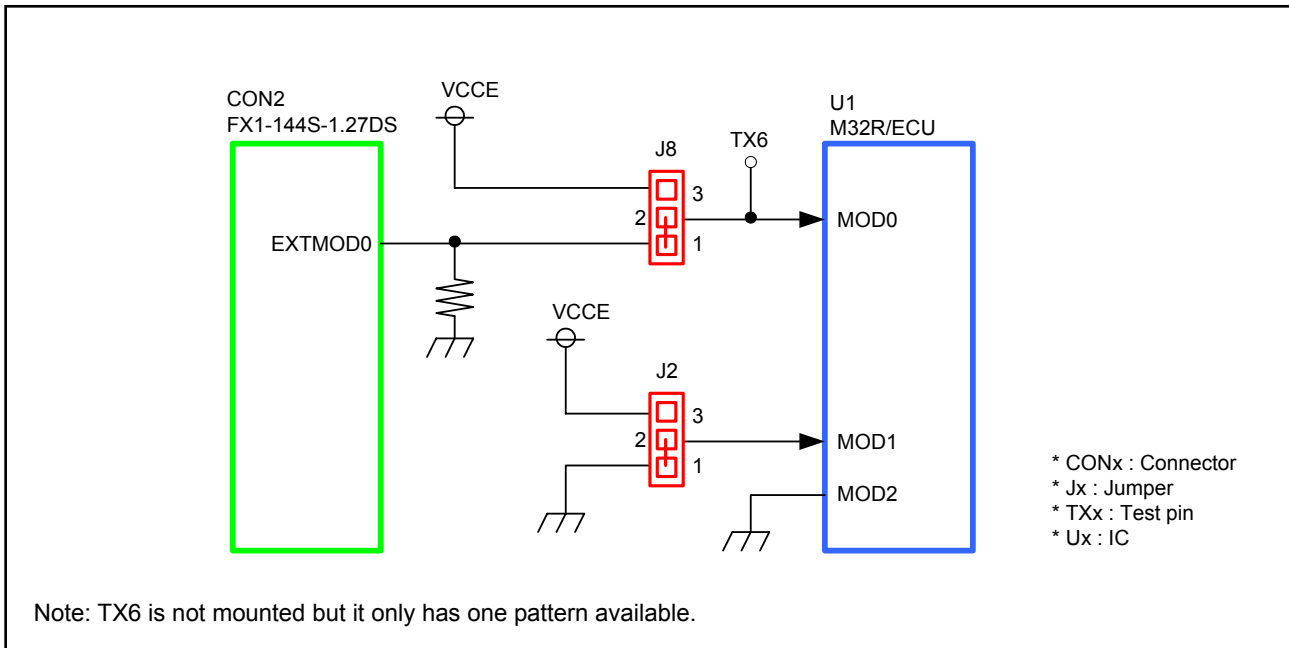 CON2
FX1-144S-1.27DS
VCCE
U1
M32R/ECU
TX6
J8
3
2
1
MOD0
EXTMOD0
VCCE
J2
3
2
1
MOD1
MOD2
* CONx : Connector
* Jx : Jumper
* TXx : Test pin
* Ux : IC
Note: TX6 is not mounted but it only has one pattern available.